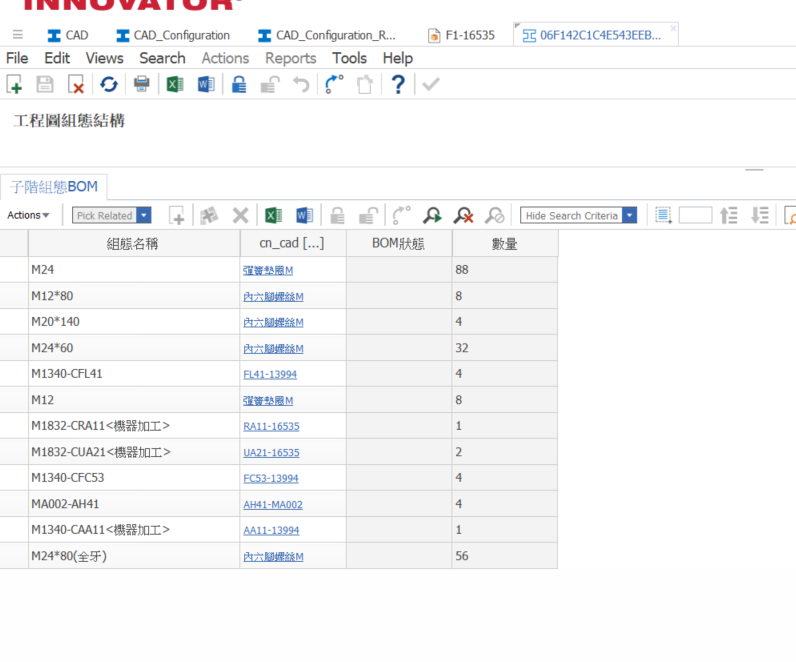 INNOVATOR
CAD CAD_Configuration CAD_Configuration_R... F1-16535 06F142C1C4E543EEB...
File Edit Views Search Actions Reports Tools Help
工程圖組態結構
子階組態BOM
Actions Pick Related Hide Search Criteria
組態名稱 cn_cad [...] BOM狀態 數量
M24 彈簧墊圈M 88
M12*80 內六腳螺絲M 8
M20*140 內六腳螺絲M 4
M24*60 內六腳螺絲M 32
M1340-CFL41 FL41-13994 4
M12 彈簧墊圈M 8
M1832-CRA11<機器加工> RA11-16535 1
M1832-CUA21<機器加工> UA21-16535 2
M1340-CFC53 FC53-13994 4
MA002-AH41 AH41-MA002 4
M1340-CAA11<機器加工> AA11-13994 1
M24*80(全牙) 內六腳螺絲M 56